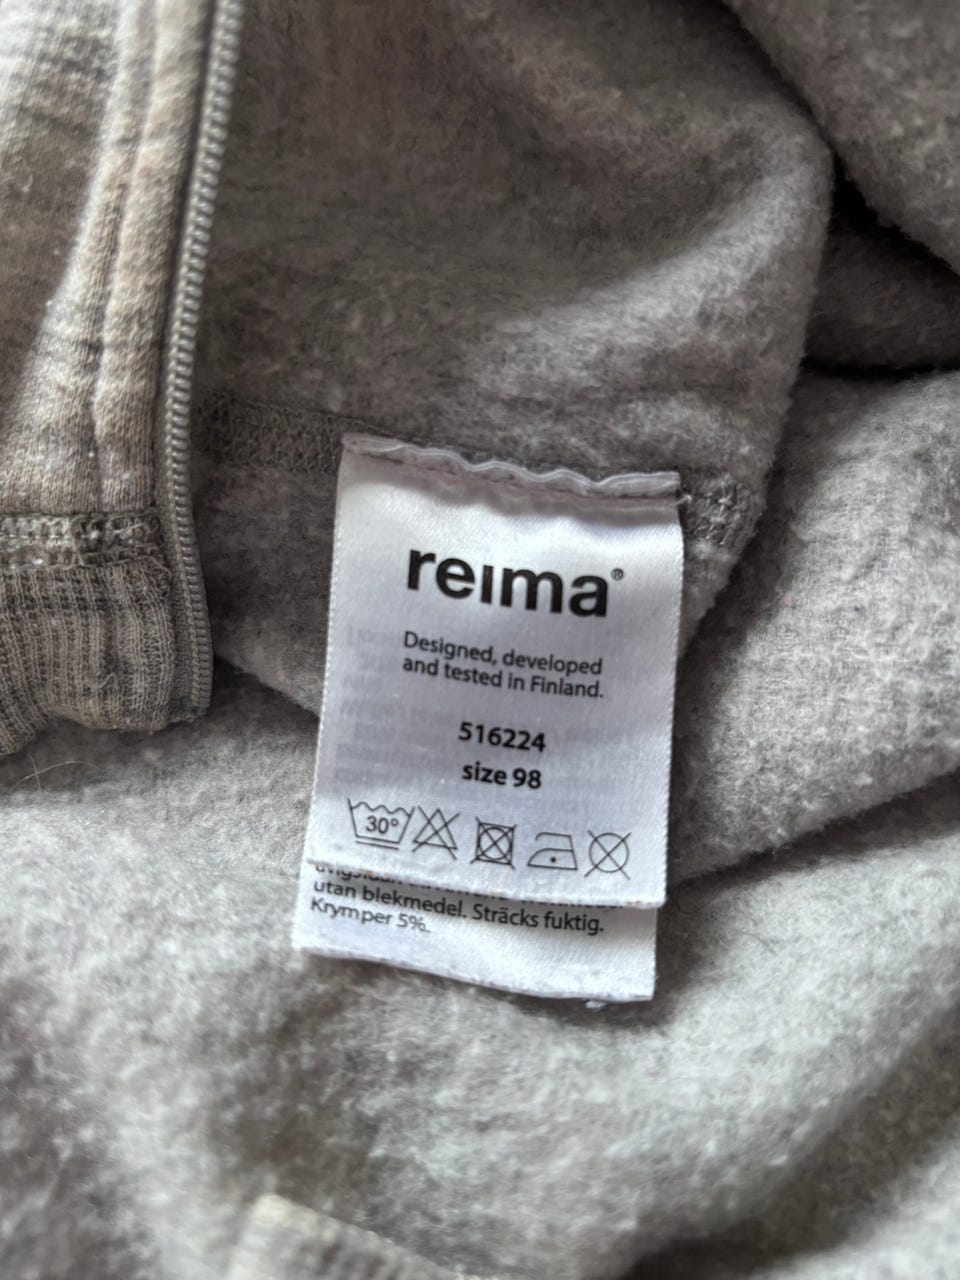 reima®
Designed, developed
and tested in Finland.
516224
size 98
30°
utan blekmedel. Sträcks fuktig.
Krymper 5%.